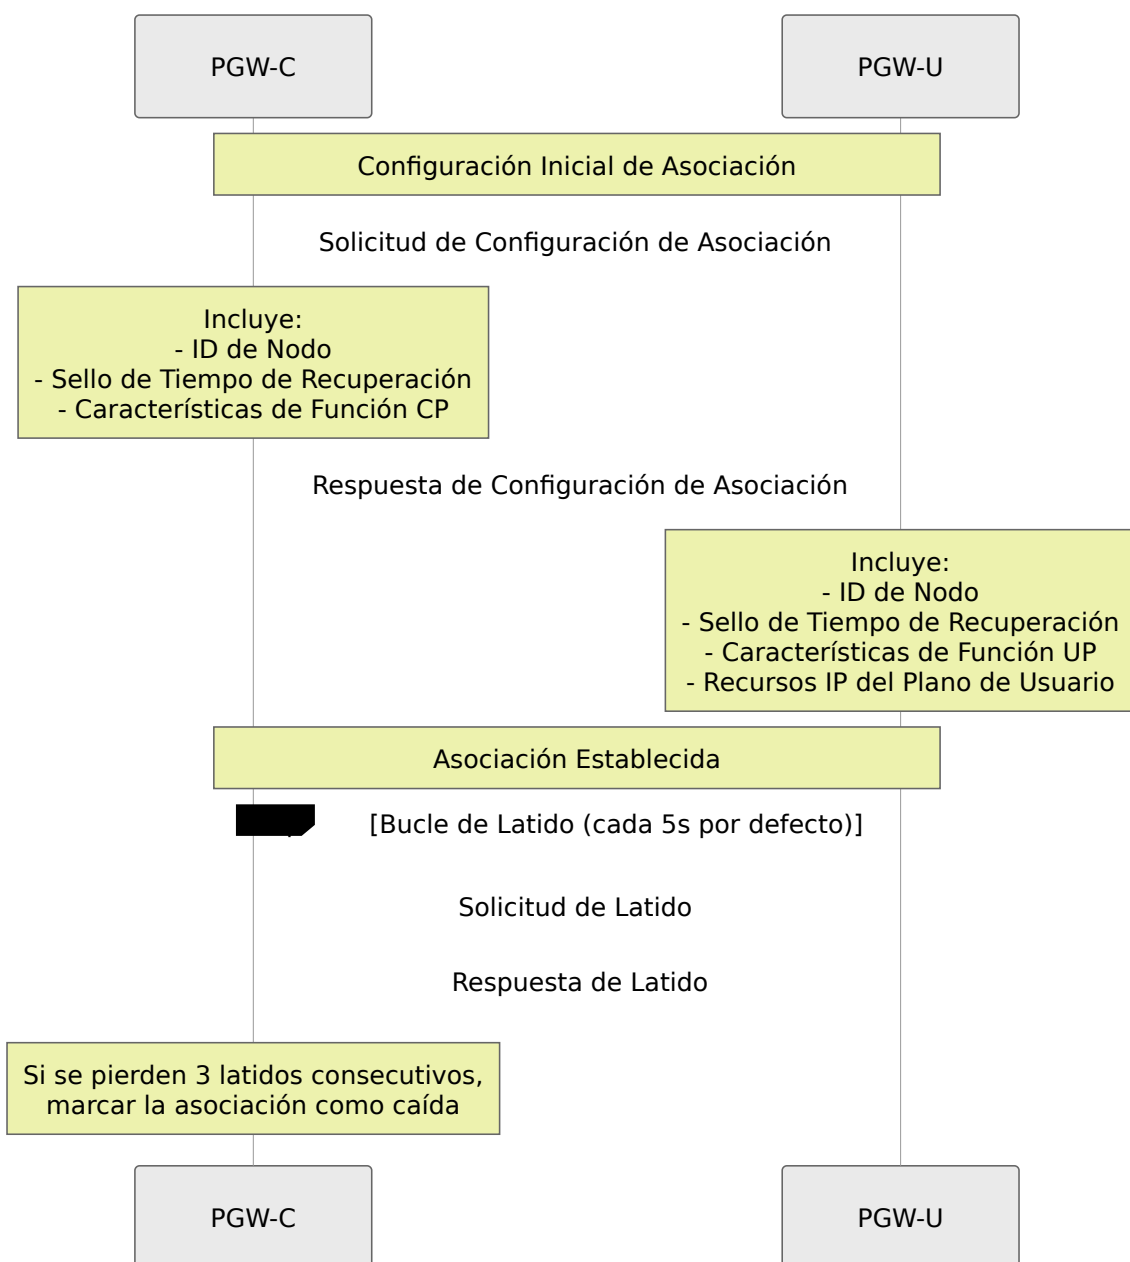 PGW-C
PGW-U
Configuración Inicial de Asociación
Solicitud de Configuración de Asociación
Incluye:
- ID de Nodo
- Sello de Tiempo de Recuperación
- Características de Función CP
Respuesta de Configuración de Asociación
Incluye:
- ID de Nodo
- Sello de Tiempo de Recuperación
- Características de Función UP
- Recursos IP del Plano de Usuario
Asociación Establecida
[Bucle de Latido (cada 5s por defecto)]
Solicitud de Latido
Respuesta de Latido
Si se pierden 3 latidos consecutivos,
marcar la asociación como caída
PGW-C
PGW-U